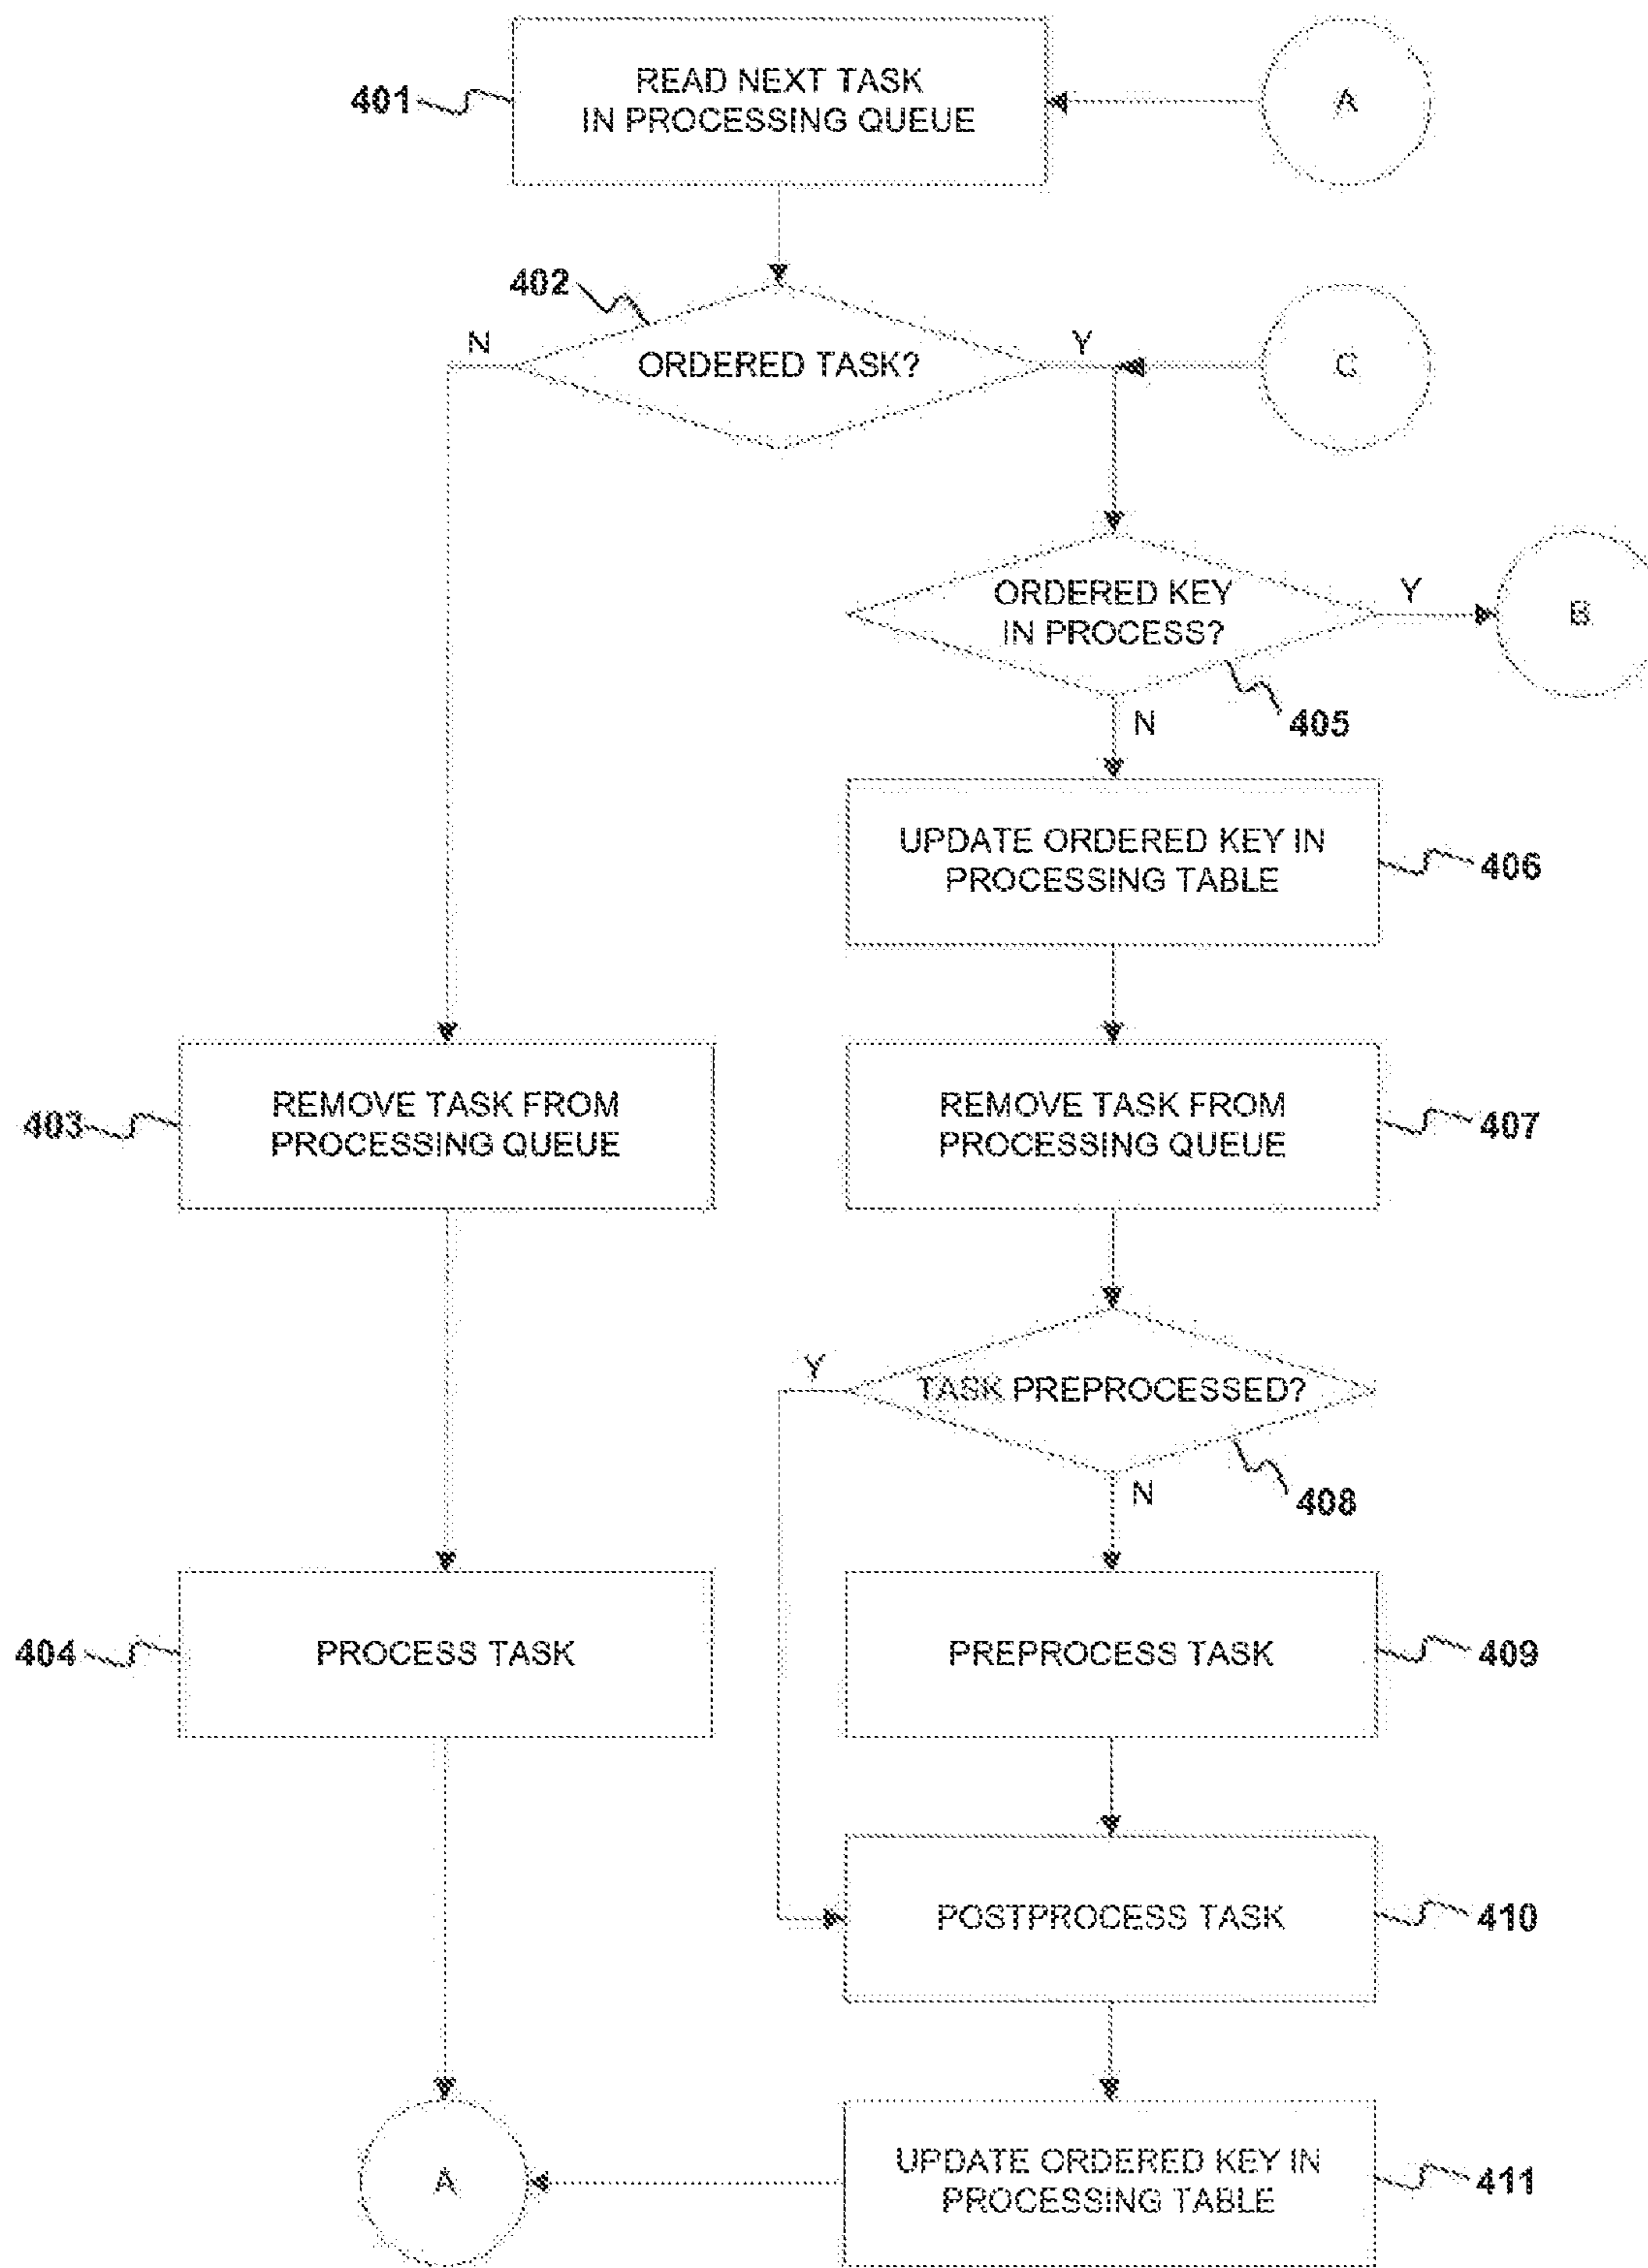 READ NEXT TASK
IN PROCESSING QUEUE
401
A
402
N
ORDERED TASK?
Y
C
ORDERED KEY
IN PROCESS?
Y
B
405
N
UPDATE ORDERED KEY IN
PROCESSING TABLE
406
403
REMOVE TASK FROM
PROCESSING QUEUE
REMOVE TASK FROM
PROCESSING QUEUE
407
Y
TASK PREPROCESSED?
N
408
404
PROCESS TASK
PREPROCESS TASK
409
POSTPROCESS TASK
410
A
UPDATE ORDERED KEY IN
PROCESSING TABLE
411